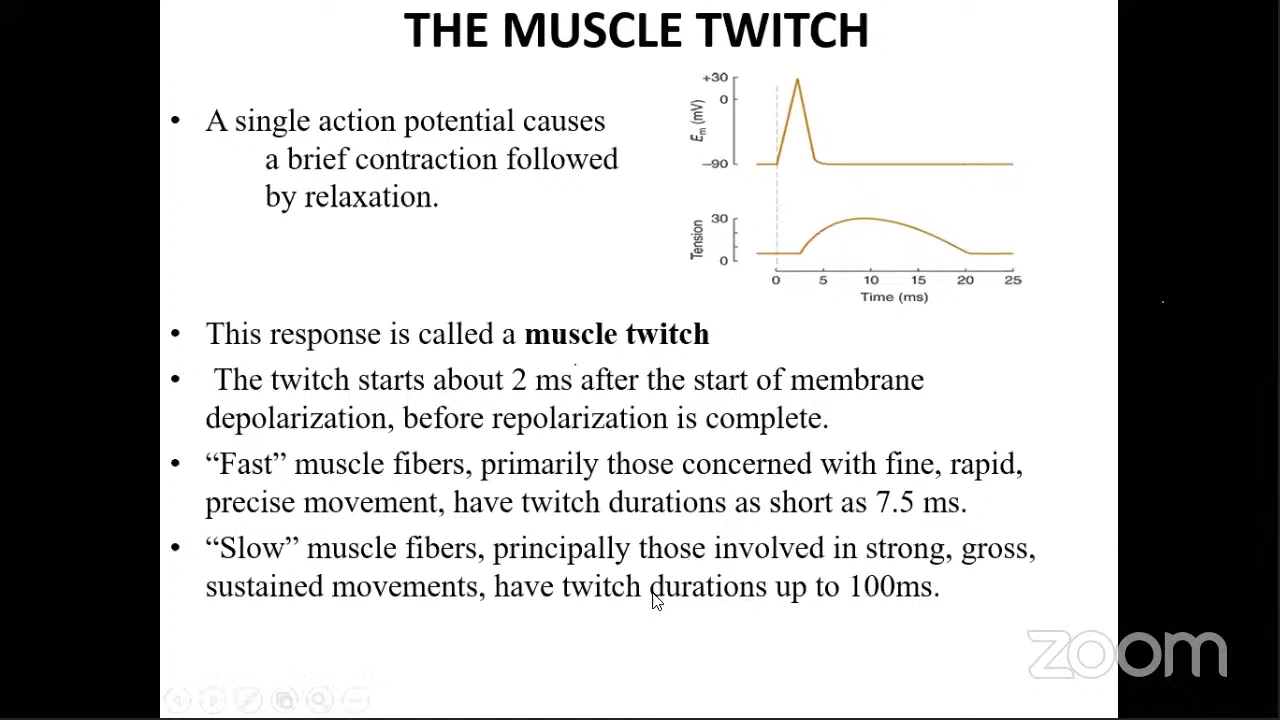 THE MUSCLE TWITCH
• A single action potential causes
a brief contraction followed
by relaxation.
+30
0
–90
Em (mV)
30
0
Tension
0 5 10 15 20 25
Time (ms)
• This response is called a muscle twitch
• The twitch starts about 2 ms after the start of membrane
depolarization, before repolarization is complete.
• “Fast” muscle fibers, primarily those concerned with fine, rapid,
precise movement, have twitch durations as short as 7.5 ms.
• “Slow” muscle fibers, principally those involved in strong, gross,
sustained movements, have twitch durations up to 100ms.
zoom